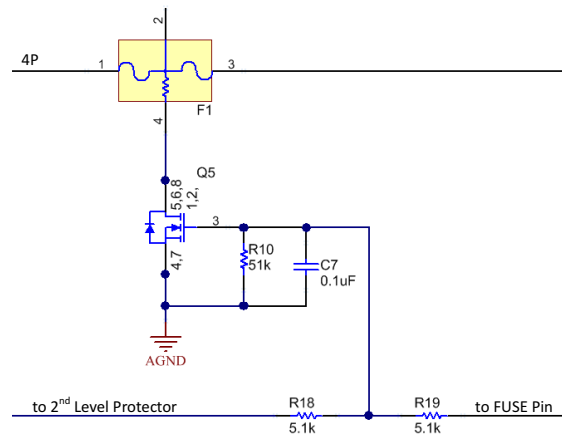 2
4P
1
3
F1
4
Q5
5,6,8
1,2,
3
4,7
R10
51k
C7
0.1uF
AGND
to 2nd Level Protector
R18
5.1k
R19
5.1k
to FUSE Pin